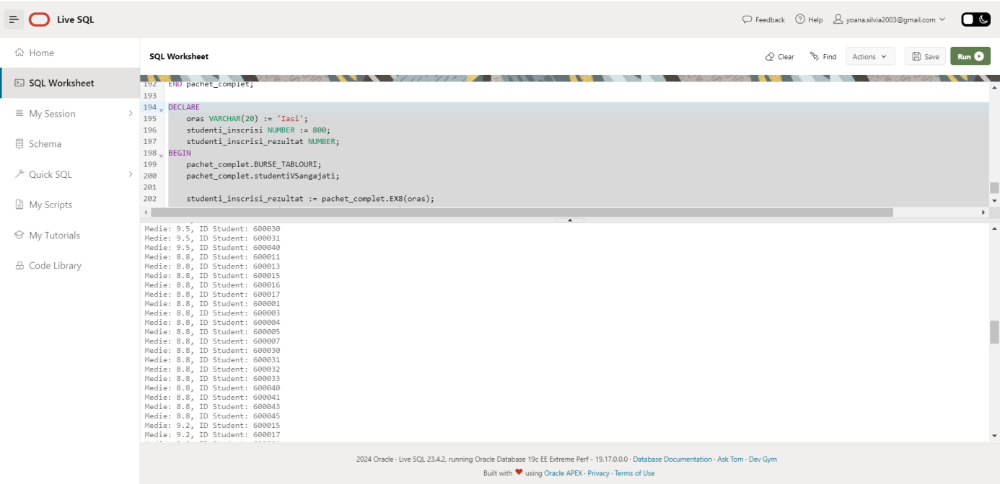 Live SQL
Feedback
Help
yoana.silvia2003@gmail.com
Home
SQL Worksheet
My Session
Schema
Quick SQL
My Scripts
My Tutorials
Code Library
SQL Worksheet
Clear
Find
Actions
Save
Run
192 END pachet_complet;
193
194 DECLARE
195 oras VARCHAR(20) := 'Iasi';
196 studenti_inscrisi NUMBER := 800;
197 studenti_inscrisi_rezultat NUMBER;
198 BEGIN
199 pachet_complet.BURSE_TABLOURI;
200 pachet_complet.studentiVSangajati;
201
202 studenti_inscrisi_rezultat := pachet_complet.EX8(oras);
Medie: 9.5, ID Student: 600030
Medie: 9.5, ID Student: 600031
Medie: 9.5, ID Student: 600040
Medie: 8.8, ID Student: 600011
Medie: 8.8, ID Student: 600013
Medie: 8.8, ID Student: 600015
Medie: 8.8, ID Student: 600016
Medie: 8.8, ID Student: 600017
Medie: 8.8, ID Student: 600001
Medie: 8.8, ID Student: 600003
Medie: 8.8, ID Student: 600004
Medie: 8.8, ID Student: 600005
Medie: 8.8, ID Student: 600007
Medie: 8.8, ID Student: 600030
Medie: 8.8, ID Student: 600031
Medie: 8.8, ID Student: 600032
Medie: 8.8, ID Student: 600033
Medie: 8.8, ID Student: 600040
Medie: 8.8, ID Student: 600041
Medie: 8.8, ID Student: 600043
Medie: 8.8, ID Student: 600045
Medie: 9.2, ID Student: 600015
Medie: 9.2, ID Student: 600017
2024 Oracle · Live SQL 23.4.2, running Oracle Database 19c EE Extreme Perf - 19.17.0.0.0 · Database Documentation · Ask Tom · Dev Gym
Built with ❤ using Oracle APEX · Privacy · Terms of Use